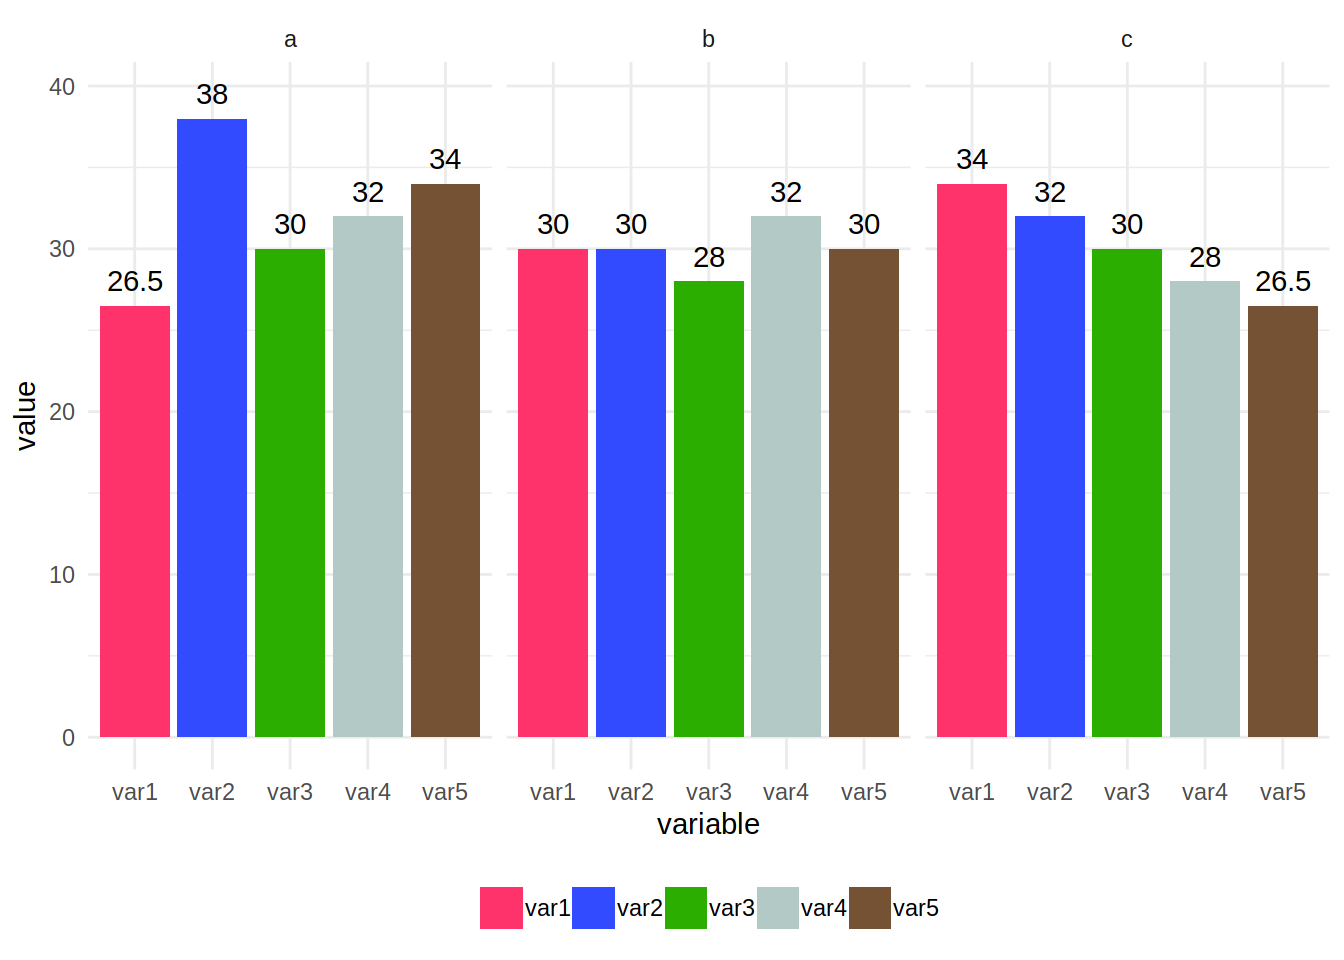 a b c
40
38
34 34
32 32 32
30 30 30 30 30 30
28 28
26.5 26.5
value
20
10
0
var1 var2 var3 var4 var5 var1 var2 var3 var4 var5 var1 var2 var3 var4 var5
variable
var1 var2 var3 var4 var5